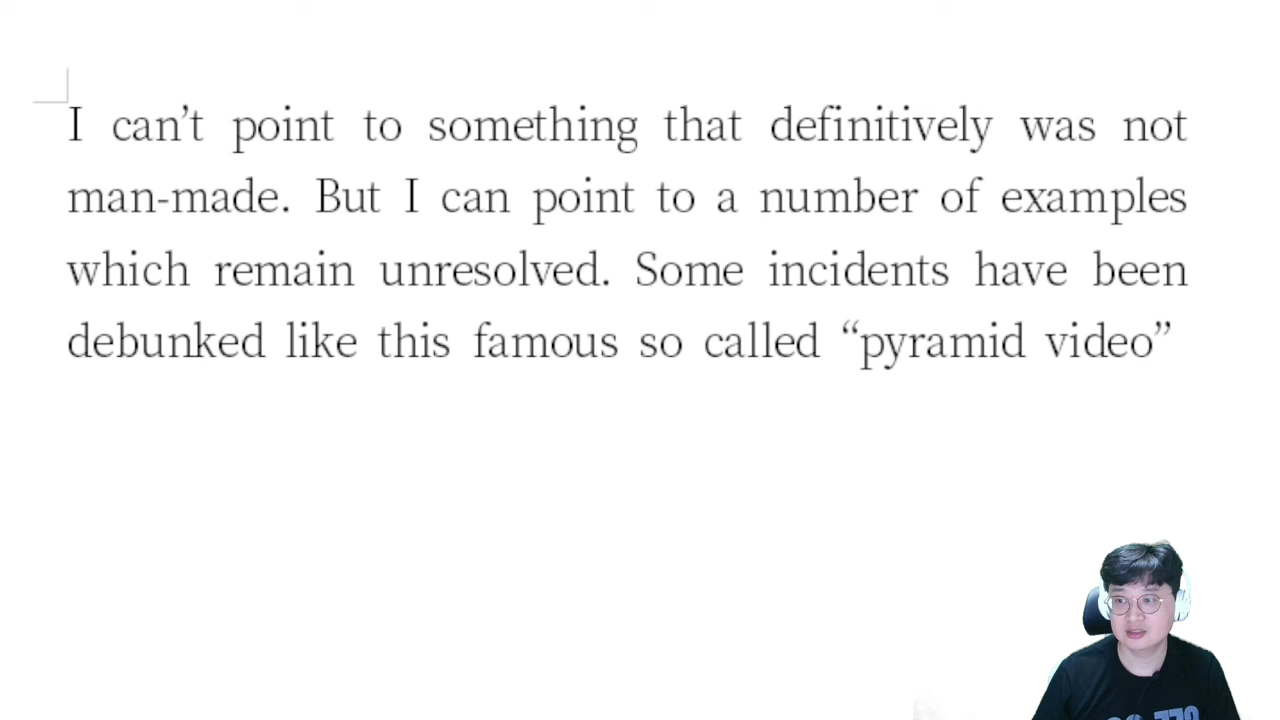 I can’t point to something that definitively was not
man-made. But I can point to a number of examples
which remain unresolved. Some incidents have been
debunked like this famous so called “pyramid video”